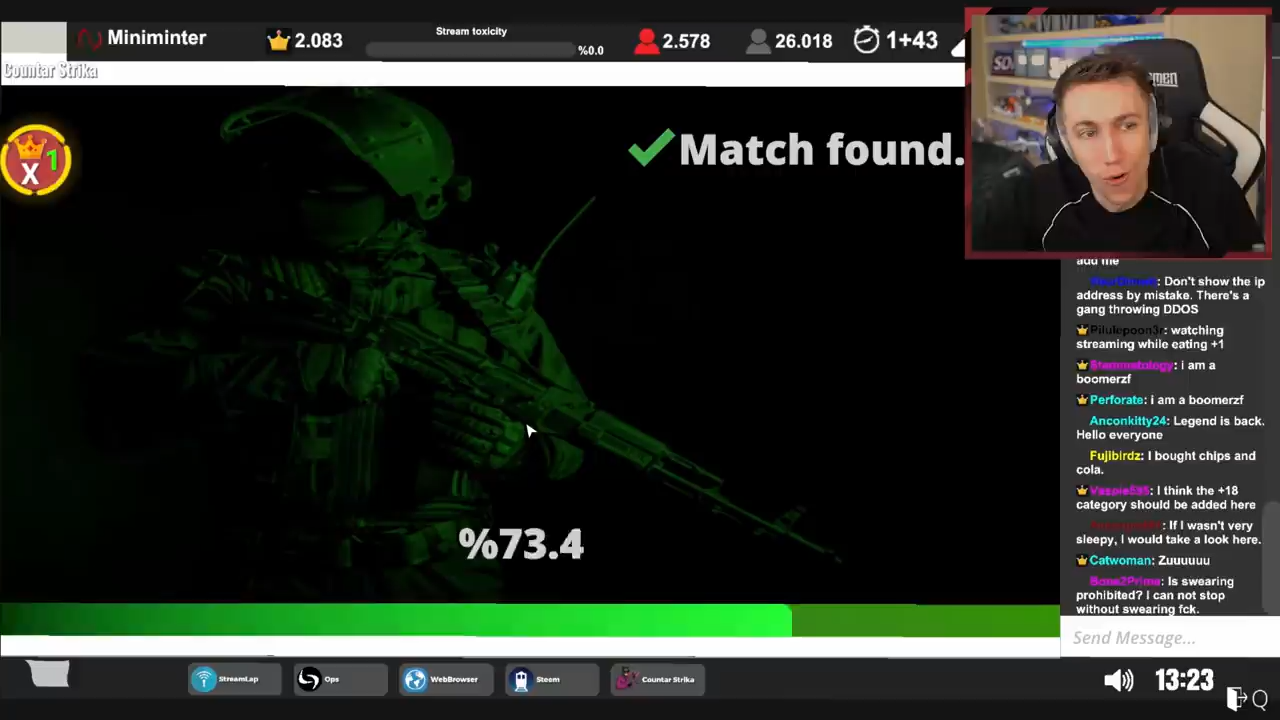 Miniminter
2.083
Stream toxicity
%0.0
2.578
26.018
1+43
Countar Strika
X 1
Match found.
add me
: Don't show the ip
address by mistake. There's a
gang throwing DDOS
Pilulepoon3r: watching
streaming while eating +1
Stemmetology: i am a
boomerzf
Perforate: i am a boomerzf
Anconkitty24: Legend is back.
Hello everyone
Fujibirdz: I bought chips and
cola.
: I think the +18
category should be added here
: If I wasn't very
sleepy, I would take a look here.
Catwoman: Zuuuuuu
Bone2Prime: Is swearing
prohibited? I can not stop
without swearing fck.
%73.4
Send Message...
StreamLap
Ops
WebBrowser
Steem
Countar Strika
13:23
Q